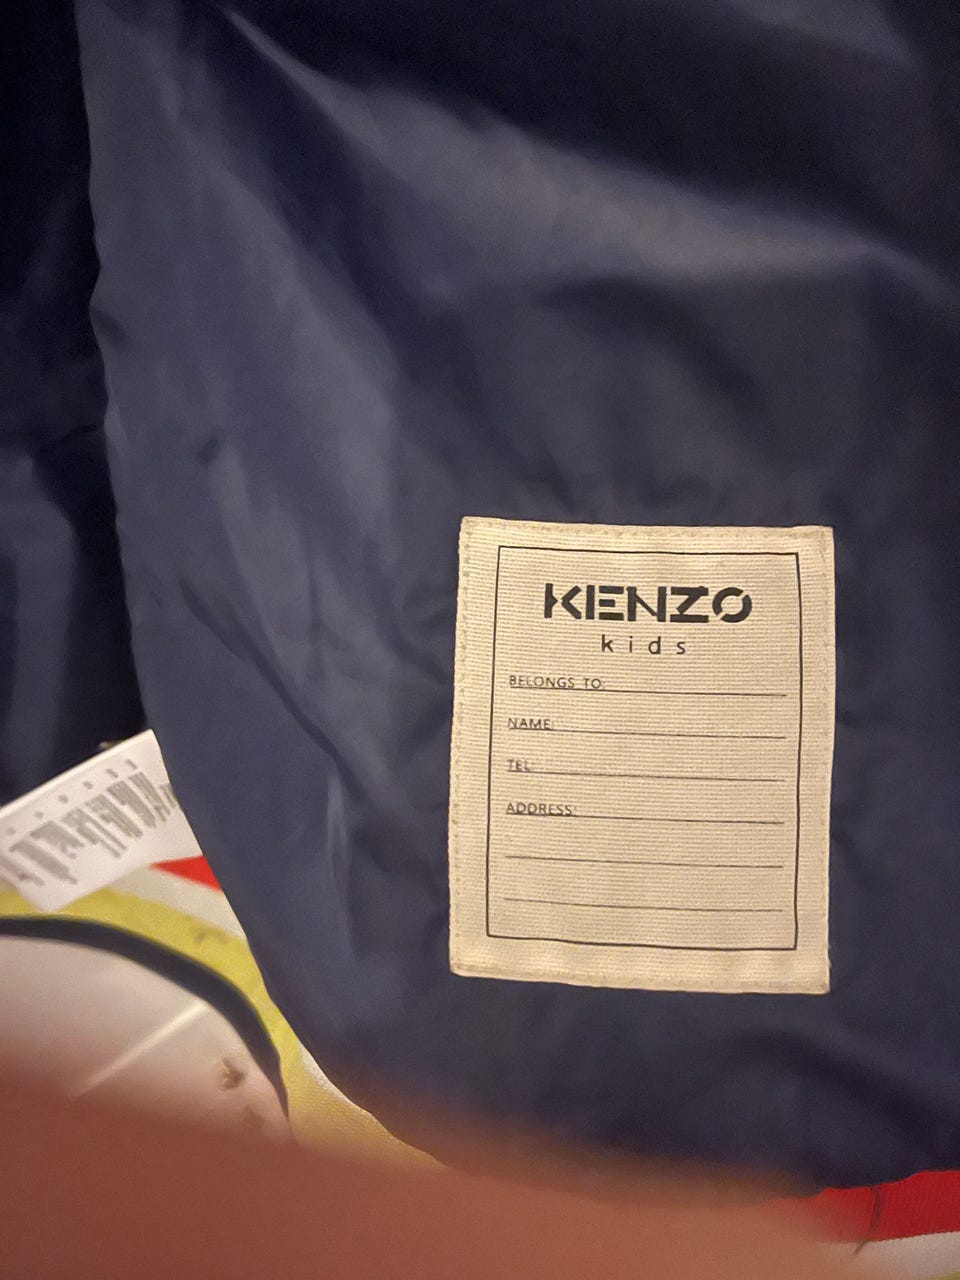 KENZO
kids
BELONGS TO:
NAME:
TEL:
ADDRESS: